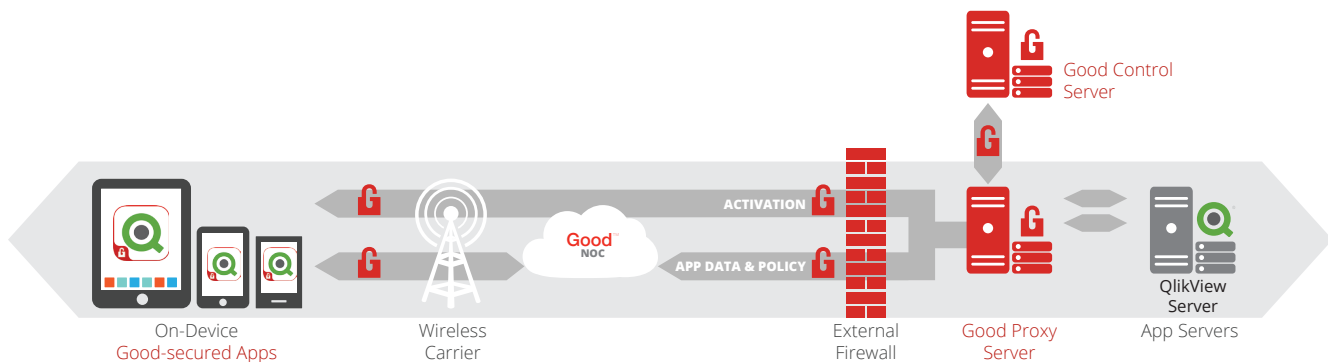 Good Control
Server
ACTIVATION
Good™
NOC
APP DATA & POLICY
QlikView
Server
On-Device
Good-secured Apps
Wireless
Carrier
External
Firewall
Good Proxy
Server
App Servers